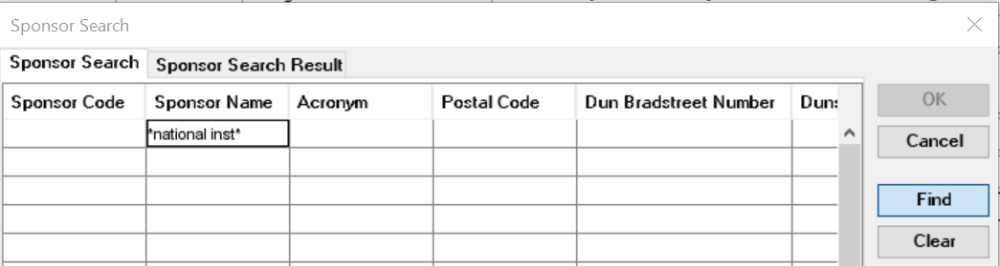 Sponsor Search
Sponsor Search Sponsor Search Result
Sponsor Code Sponsor Name Acronym Postal Code Dun Bradstreet Number Duns
*national inst*
OK
Cancel
Find
Clear